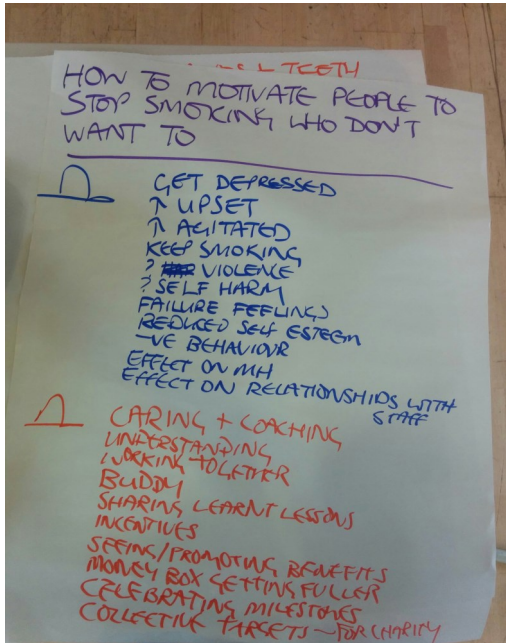 & TEETH
HOW TO MOTIVATE PEOPLE TO
STOP SMOKING WHO DON'T
WANT TO
GET DEPRESSED
↑ UPSET
↑ AGITATED
KEEP SMOKING
? VIOLENCE
? SELF HARM
FAILURE FEELINGS
REDUCED SELF ESTEEM
-VE BEHAVIOUR
EFFECT ON MH
EFFECT ON RELATIONSHIPS WITH
STAFF
CARING + COACHING
UNDERSTANDING
WORKING TOGETHER
BUDDY
SHARING LEARNT LESSONS
INCENTIVES
SEEING/PROMOTING BENEFITS
MONEY BOX GETTING FULLER
CELEBRATING MILESTONES
COLLECTIVE TARGETS - FOR CHARITY